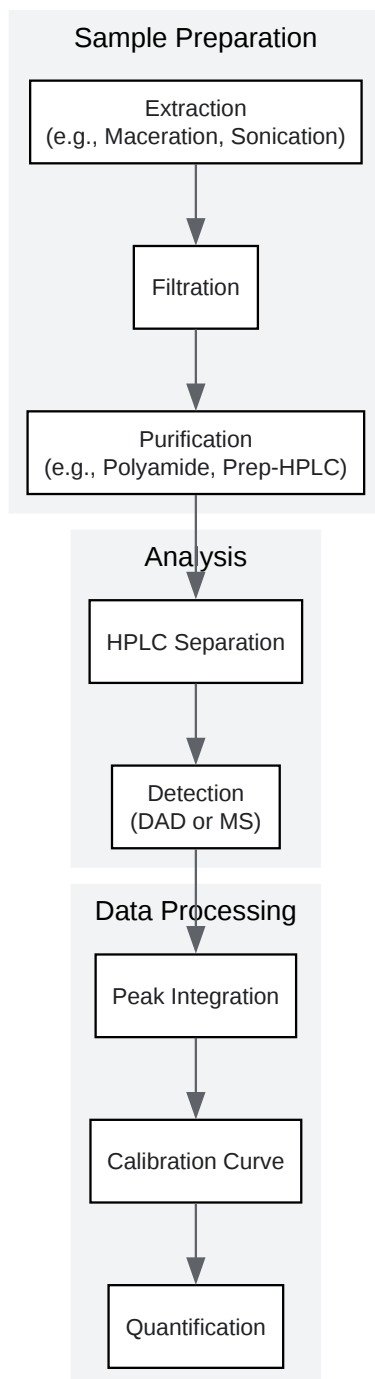 Sample Preparation
Extraction
(e.g., Maceration, Sonication)
Filtration
Purification
(e.g., Polyamide, Prep-HPLC)
Analysis
HPLC Separation
Detection
(DAD or MS)
Data Processing
Peak Integration
Calibration Curve
Quantification